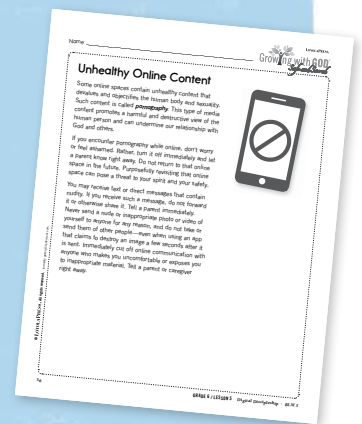 Name
LOYOLA PRESS.
Growing with GOD
Unhealthy Online Content
Some online spaces contain unhealthy content that
devalues and objectifies the human body and sexuality.
Such content is called pornography. This type of media
content promotes a harmful and destructive view of the
human person and can undermine our relationship with
God and others.
If you encounter pornography while online, don't worry
or feel ashamed. Rather, turn it off immediately and let
a parent know right away. Do not return to that online
space in the future. Purposefully revisiting that online
space can pose a threat to your spirit and your safety.
You may receive text or direct messages that contain
nudity. If you receive such a message, do not forward
it or otherwise share it. Tell a parent immediately.
Never send a nude or inappropriate photo or video of
yourself to anyone for any reason, and do not take or
send them of other people—even when using an app
that claims to destroy an image a few seconds after it
is sent. Immediately cut off online communication with
anyone who makes you uncomfortable or exposes you
to inappropriate material. Tell a parent or caregiver
right away.
GRADE 6 / LESSON 5 Digital Discipleship